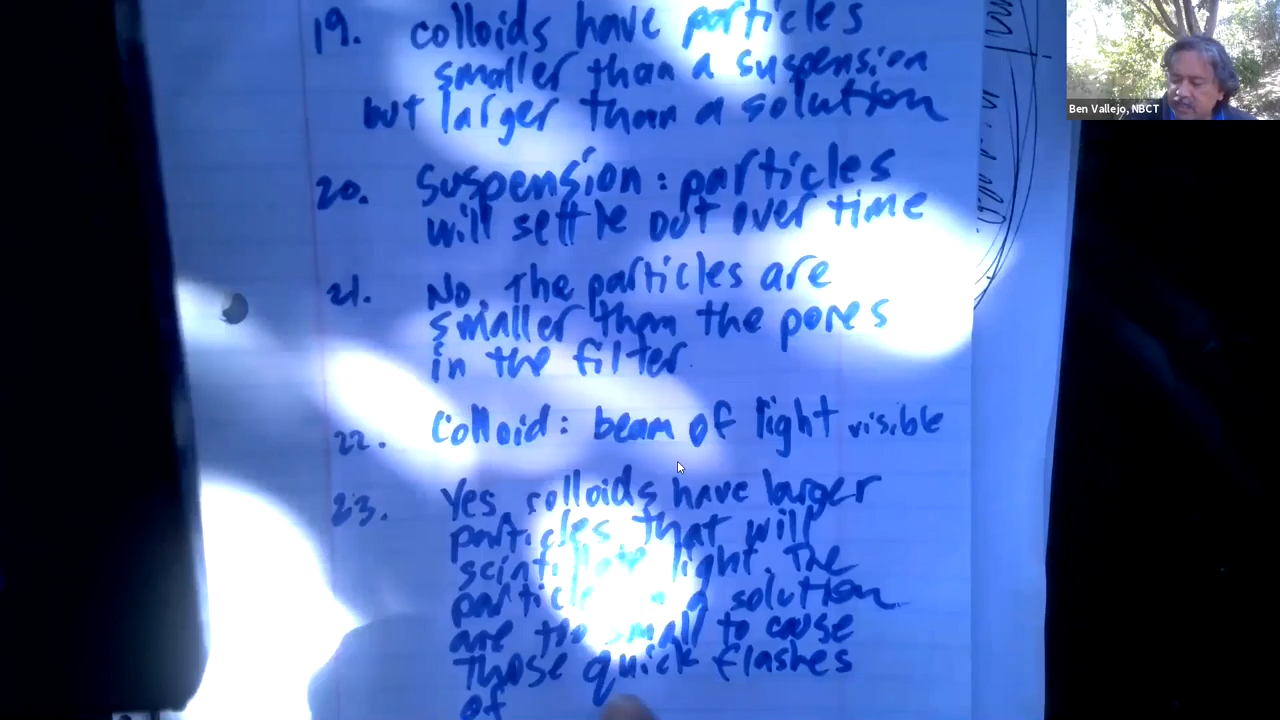 19. colloids have particles
smaller than a suspension
but larger than a solution
20. Suspension: particles
will settle out over time
21. No. The particles are
smaller than the pores
in the filter.
22. Colloid: beam of light visible
23. Yes, colloids have larger
particles that will
scintillate light. The
particles in a solution
are too small to cause
those quick flashes
of
Ben Vallejo, NBCT